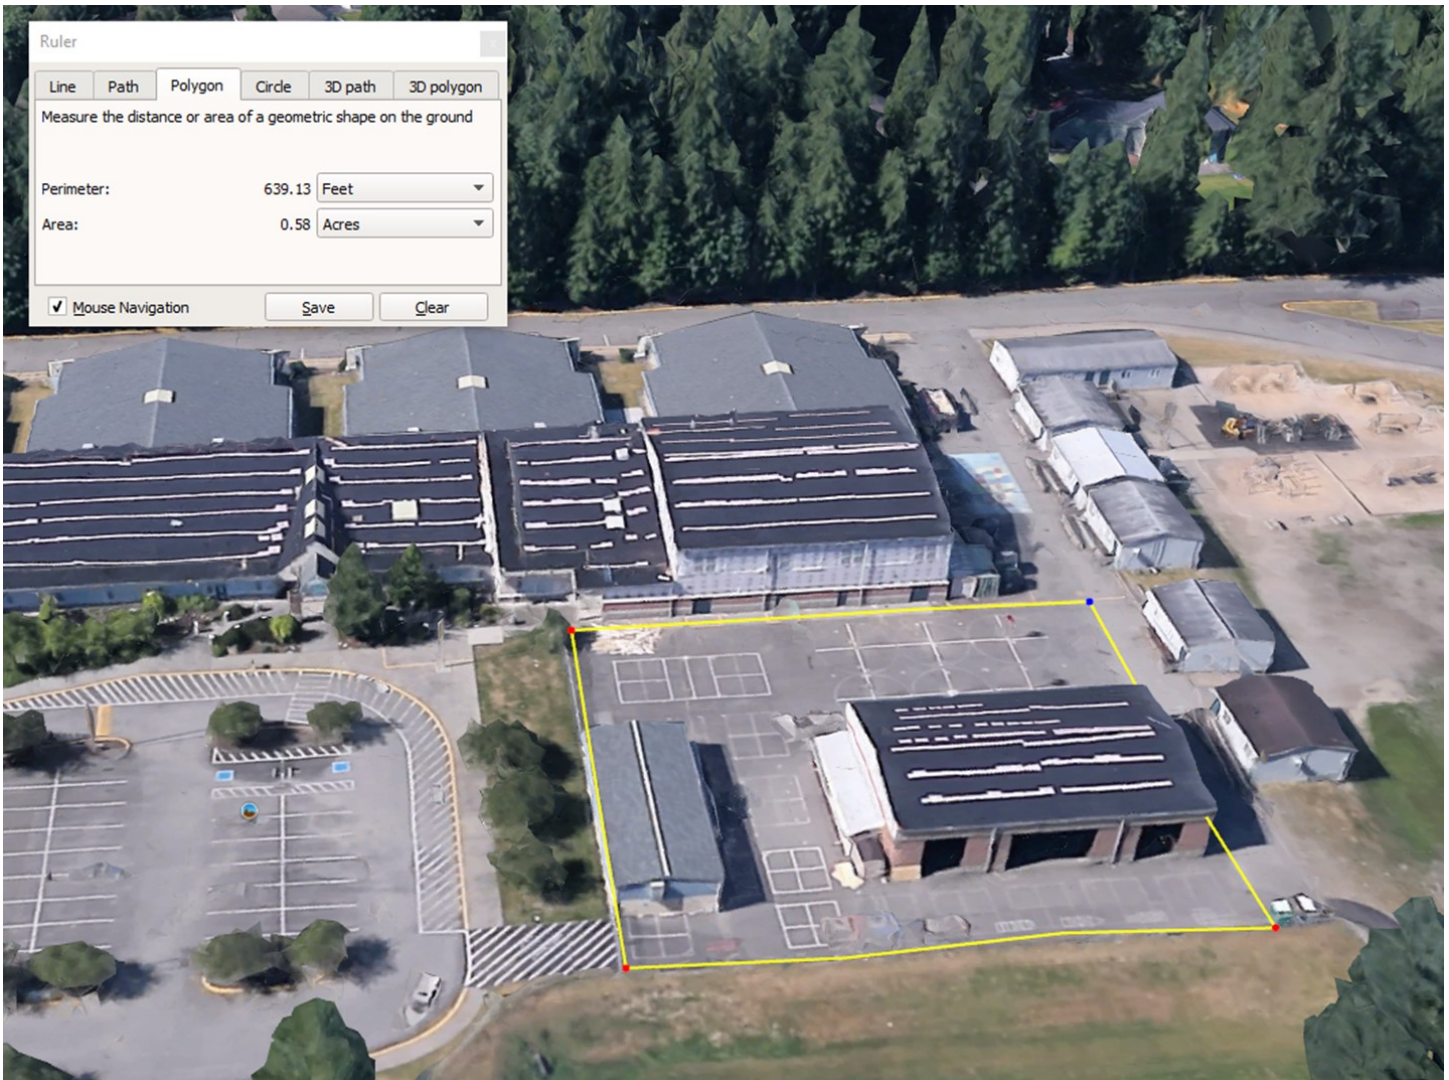 Ruler
Line Path Polygon Circle 3D path 3D polygon
Measure the distance or area of a geometric shape on the ground
Perimeter: 639.13 Feet
Area: 0.58 Acres
Mouse Navigation Save Clear